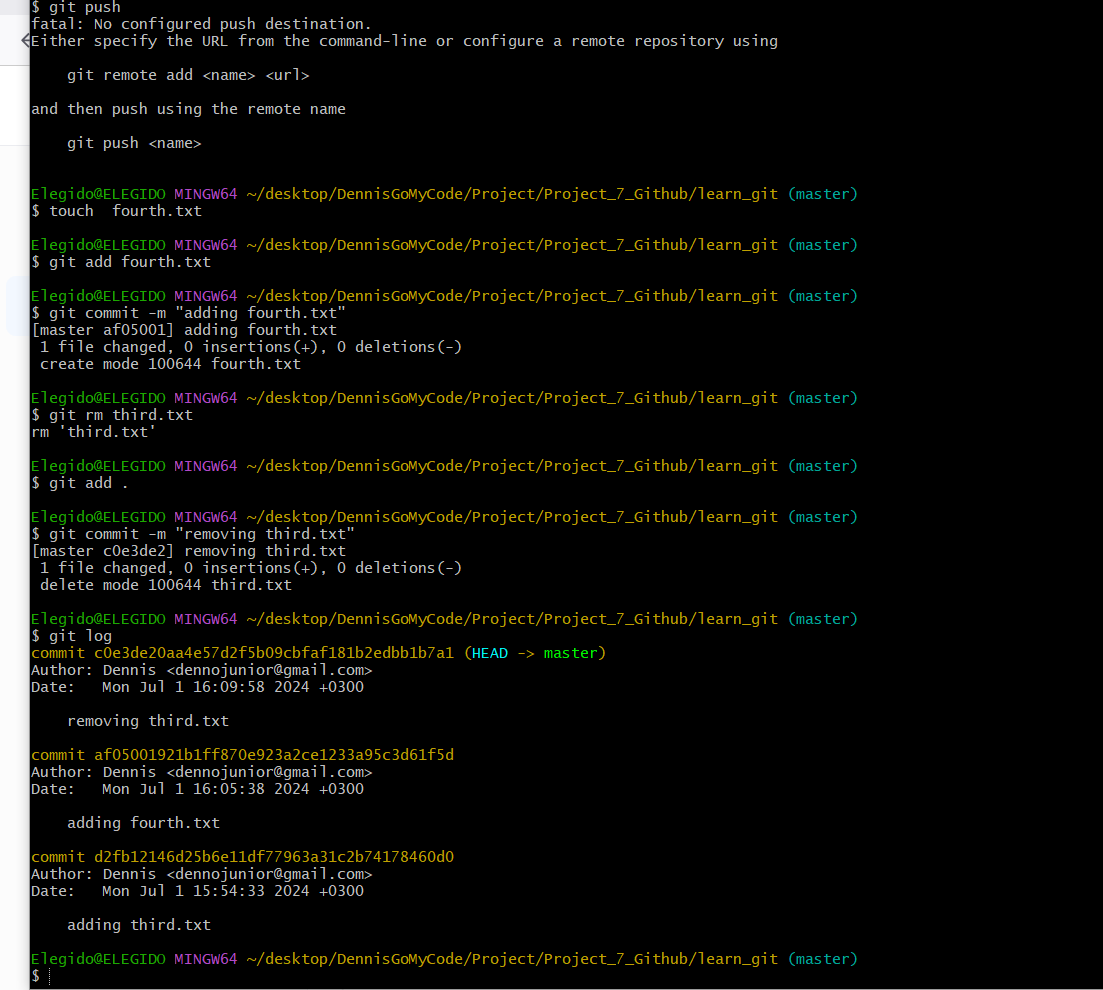 $ git push
fatal: No configured push destination.
Either specify the URL from the command-line or configure a remote repository using
git remote add <name> <url>
and then push using the remote name
git push <name>
Elegido@ELEGIDO MINGW64 ~/desktop/DennisGoMyCode/Project/Project_7_Github/learn_git (master)
$ touch  fourth.txt
Elegido@ELEGIDO MINGW64 ~/desktop/DennisGoMyCode/Project/Project_7_Github/learn_git (master)
$ git add fourth.txt
Elegido@ELEGIDO MINGW64 ~/desktop/DennisGoMyCode/Project/Project_7_Github/learn_git (master)
$ git commit -m "adding fourth.txt"
[master af05001] adding fourth.txt
1 file changed, 0 insertions(+), 0 deletions(-)
create mode 100644 fourth.txt
Elegido@ELEGIDO MINGW64 ~/desktop/DennisGoMyCode/Project/Project_7_Github/learn_git (master)
$ git rm third.txt
rm 'third.txt'
Elegido@ELEGIDO MINGW64 ~/desktop/DennisGoMyCode/Project/Project_7_Github/learn_git (master)
$ git add .
Elegido@ELEGIDO MINGW64 ~/desktop/DennisGoMyCode/Project/Project_7_Github/learn_git (master)
$ git commit -m "removing third.txt"
[master c0e3de2] removing third.txt
1 file changed, 0 insertions(+), 0 deletions(-)
delete mode 100644 third.txt
Elegido@ELEGIDO MINGW64 ~/desktop/DennisGoMyCode/Project/Project_7_Github/learn_git (master)
$ git log
commit c0e3de20aa4e57d2f5b09cbfaf181b2edbb1b7a1 (HEAD -> master)
Author: Dennis <dennojunior@gmail.com>
Date:   Mon Jul 1 16:09:58 2024 +0300
removing third.txt
commit af05001921b1ff870e923a2ce1233a95c3d61f5d
Author: Dennis <dennojunior@gmail.com>
Date:   Mon Jul 1 16:05:38 2024 +0300
adding fourth.txt
commit d2fb12146d25b6e11df77963a31c2b74178460d0
Author: Dennis <dennojunior@gmail.com>
Date:   Mon Jul 1 15:54:33 2024 +0300
adding third.txt
Elegido@ELEGIDO MINGW64 ~/desktop/DennisGoMyCode/Project/Project_7_Github/learn_git (master)
$